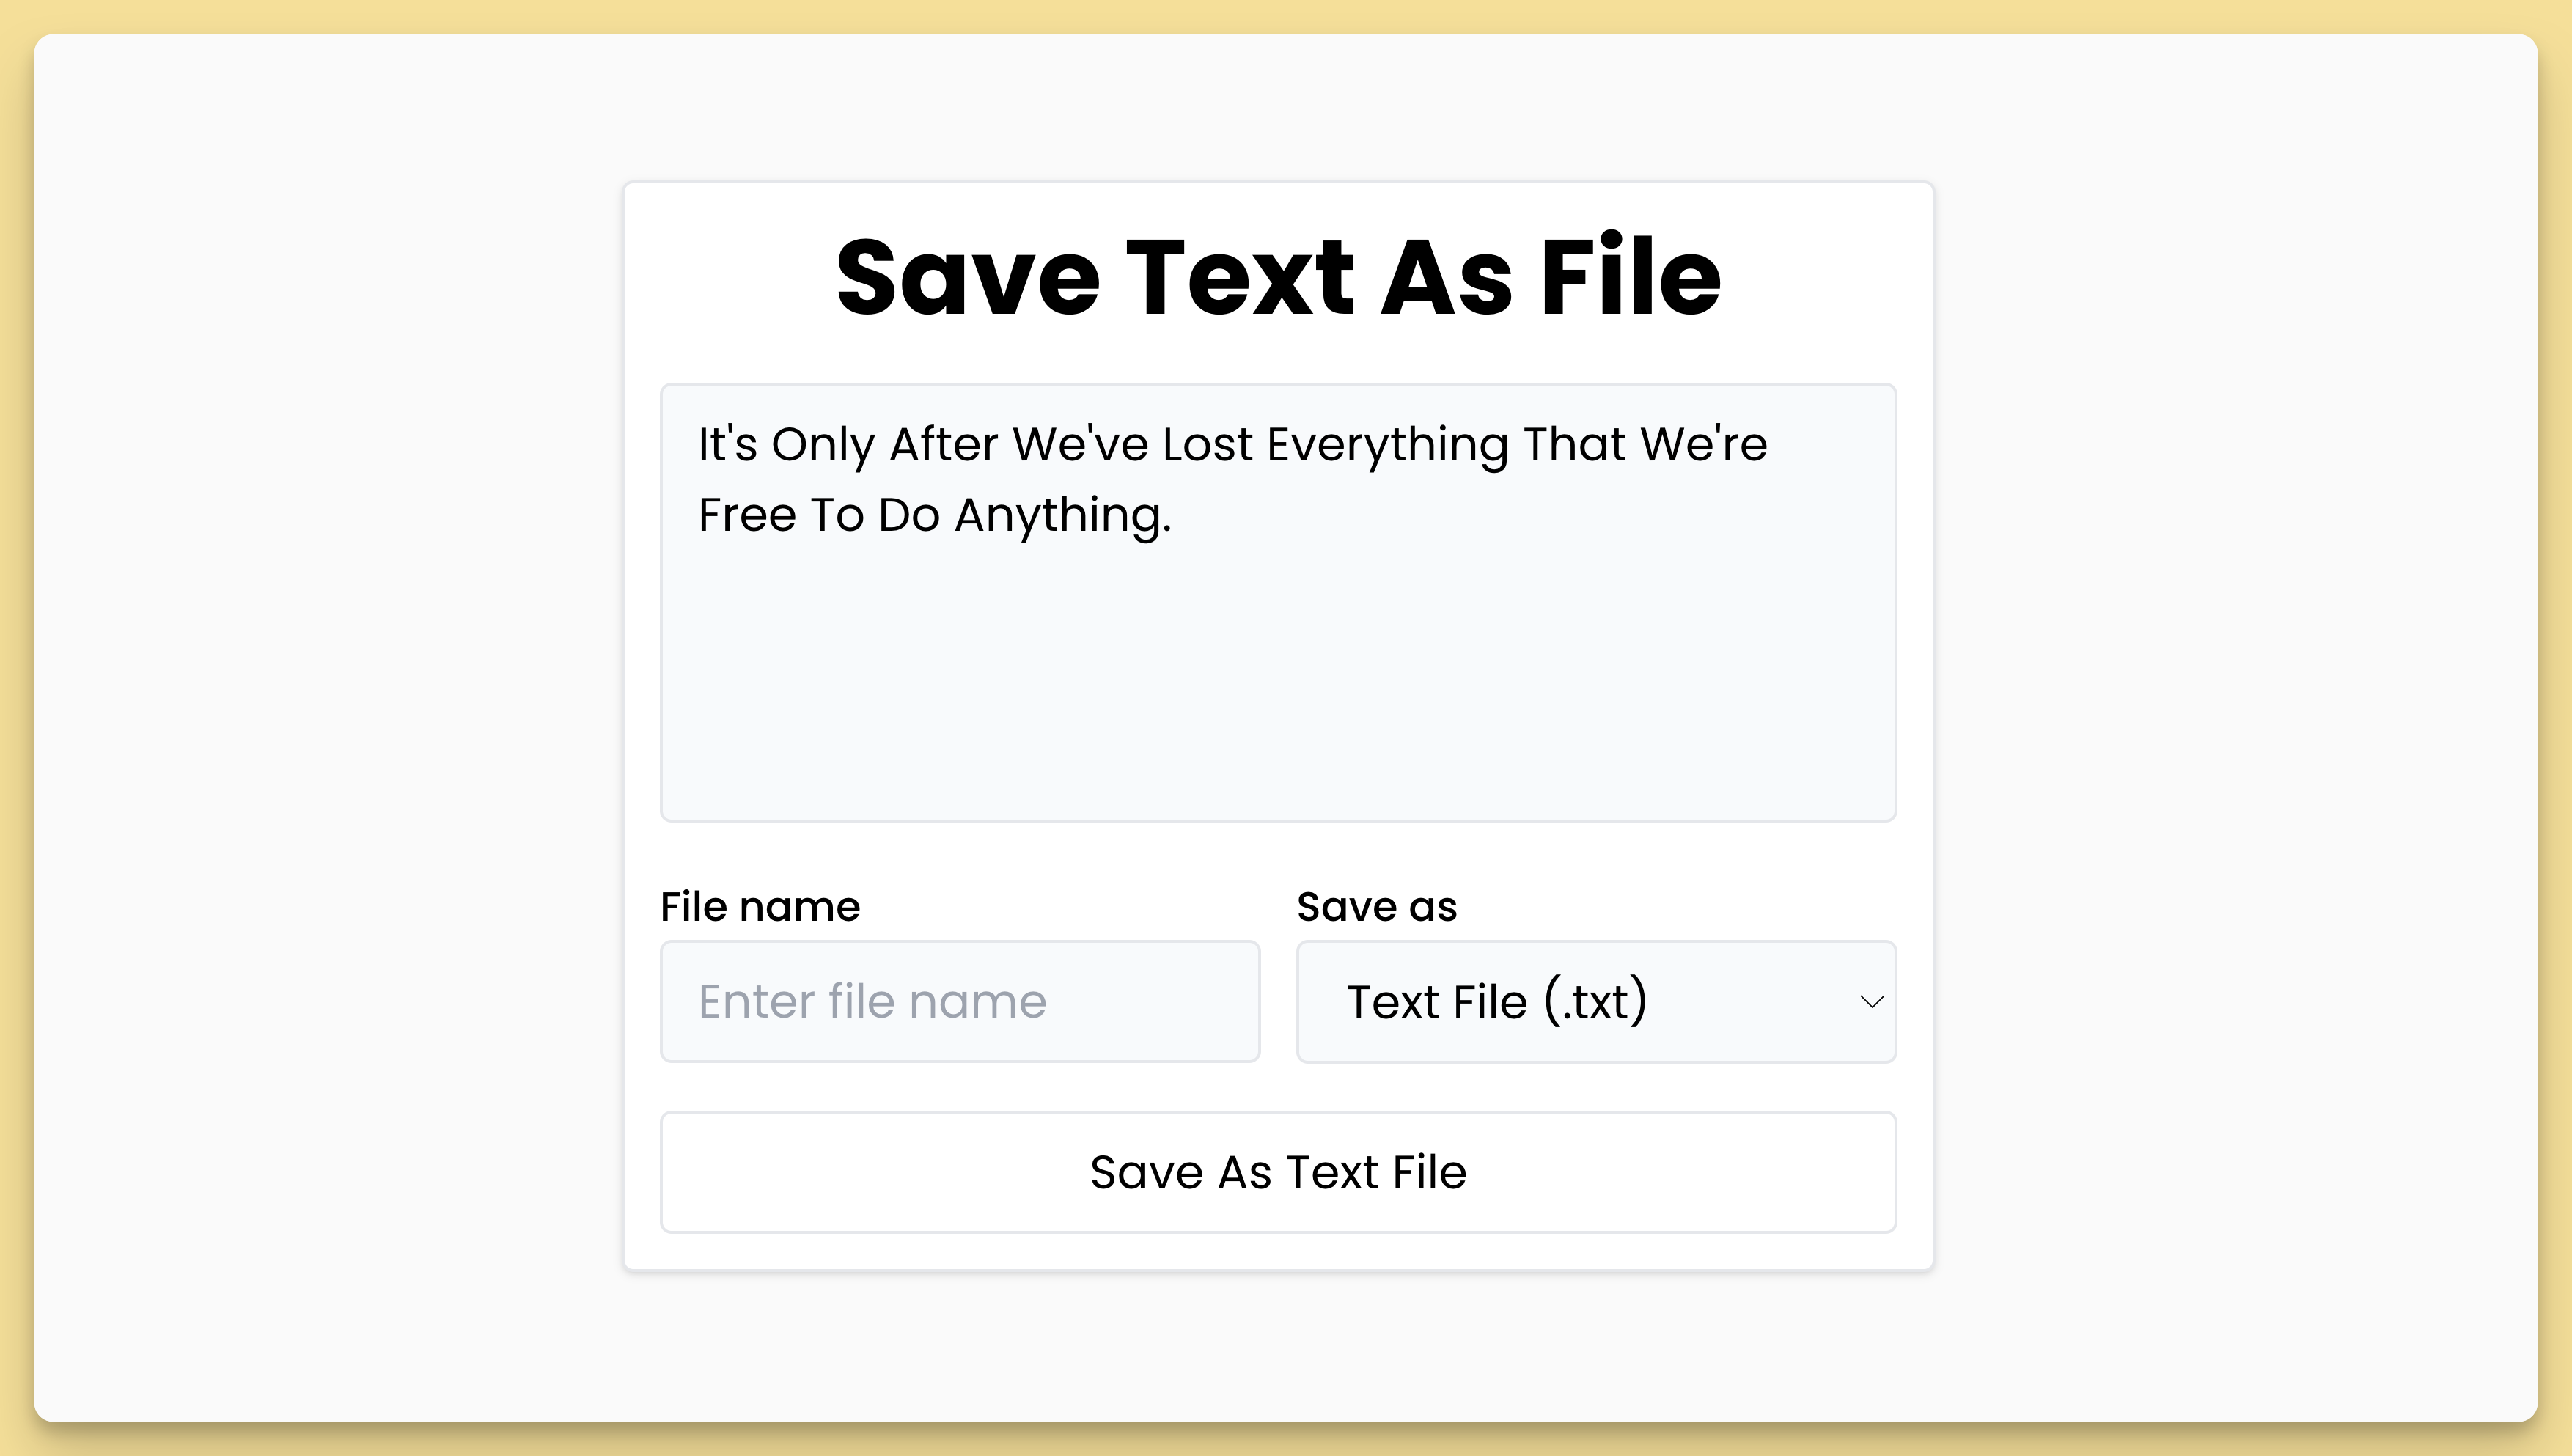 Save Text As File
It's Only After We've Lost Everything That We're
Free To Do Anything.
File name
Save as
Enter file name
Text File (.txt)
Save As Text File